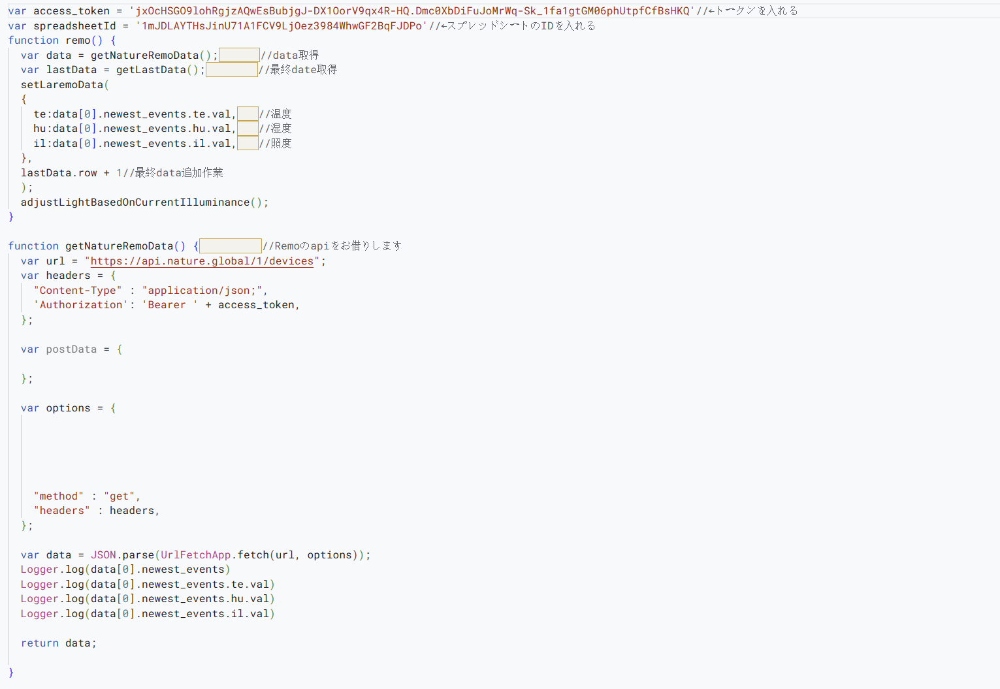 var access_token = 'jxOcHSGO9lohRgjzAQwEsBubjgJ-DX1OorV9qx4R-HQ.Dmc0XbDiFuJoMrWq-Sk_1fa1gtGM06phUtpfCfBsHKQ'//←トークンを入れる
var spreadsheetId = '1mJDLAYTHsJinU71A1FCV9LjOez3984WhwGF2BqFJDPo'//←スプレッドシートのIDを入れる
function remo() {
  var data = getNatureRemoData();      //data取得
  var lastData = getLastData();        //最終date取得
  setLaremoData(
  {
    te:data[0].newest_events.te.val,   //温度
    hu:data[0].newest_events.hu.val,   //湿度
    il:data[0].newest_events.il.val,   //照度
  },
  lastData.row + 1//最終data追加作業
  );
  adjustLightBasedOnCurrentIlluminance();
}
function getNatureRemoData() {         //Remoのapiをお借りします
  var url = "https://api.nature.global/1/devices";
  var headers = {
    "Content-Type" : "application/json;",
    'Authorization': 'Bearer ' + access_token,
  };
  var postData = {
  };
  var options = {
    "method" : "get",
    "headers" : headers,
  };
  var data = JSON.parse(UrlFetchApp.fetch(url, options));
  Logger.log(data[0].newest_events)
  Logger.log(data[0].newest_events.te.val)
  Logger.log(data[0].newest_events.hu.val)
  Logger.log(data[0].newest_events.il.val)
  return data;
}